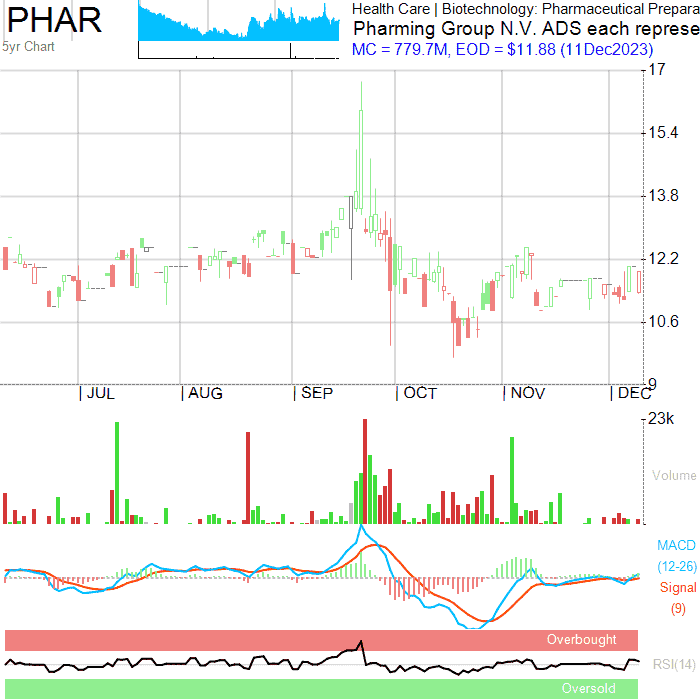 PHAR
5yr Chart
Health Care | Biotechnology: Pharmaceutical Prepara
Pharming Group N.V. ADS each represe
MC = 779.7M, EOD = $11.88 (11Dec2023)
17
15.4
13.8
12.2
10.6
9
| JUL | AUG | SEP | OCT | NOV | DEC
23k
Volume
MACD
(12-26)
Signal
(9)
Overbought
RSI(14)
Oversold